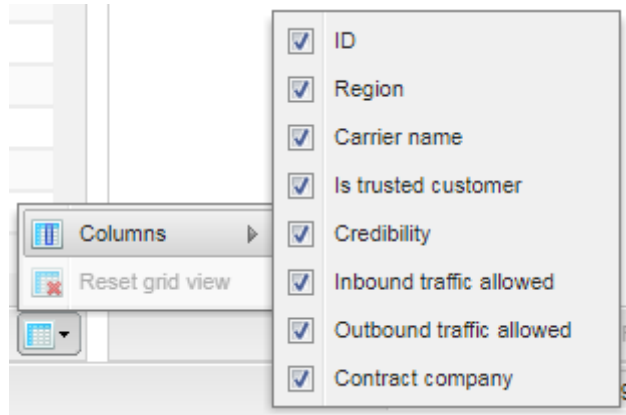 ID
Region
Carrier name
Is trusted customer
Credibility
Inbound traffic allowed
Outbound traffic allowed
Contract company
Columns
Reset grid view